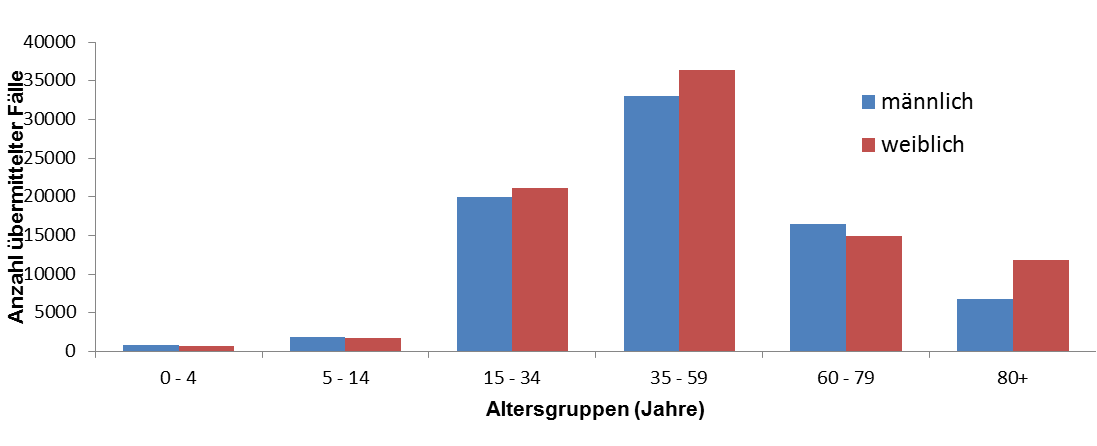 Anzahl übermittelter Fälle
40000
35000
30000
25000
20000
15000
10000
5000
0
männlich
weiblich
0 - 4
5 - 14
15 - 34
35 - 59
60 - 79
80+
Altersgruppen (Jahre)